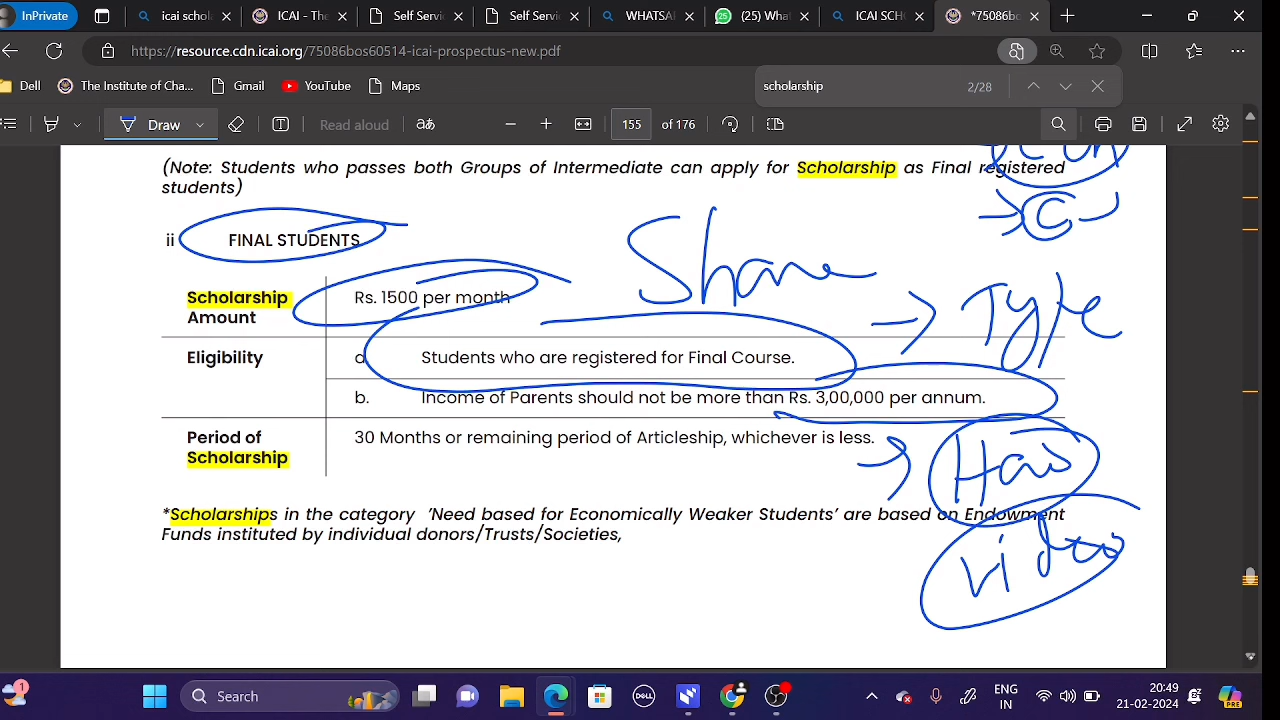 InPrivate
icai schol
ICAI - The
Self Servi
Self Servi
WHATSA
(25) What
ICAI SCH
*75086bo
https://resource.cdn.icai.org/75086bos60514-icai-prospectus-new.pdf
Dell
The Institute of Cha...
Gmail
YouTube
Maps
scholarship
2/28
Draw
Read aloud
155
of 176
(Note: Students who passes both Groups of Intermediate can apply for Scholarship as Final registered
students)
C
ii FINAL STUDENTS
Share
Scholarship
Amount
Rs. 1500 per month
Type
Eligibility
a. Students who are registered for Final Course.
b. Income of Parents should not be more than Rs. 3,00,000 per annum.
Period of
Scholarship
30 Months or remaining period of Articleship, whichever is less.
*Scholarships in the category 'Need based for Economically Weaker Students' are based on Endowment
Funds instituted by individual donors/Trusts/Societies,
video
1
Search
DELL
ENG
IN
20:49
21-02-2024
PRE